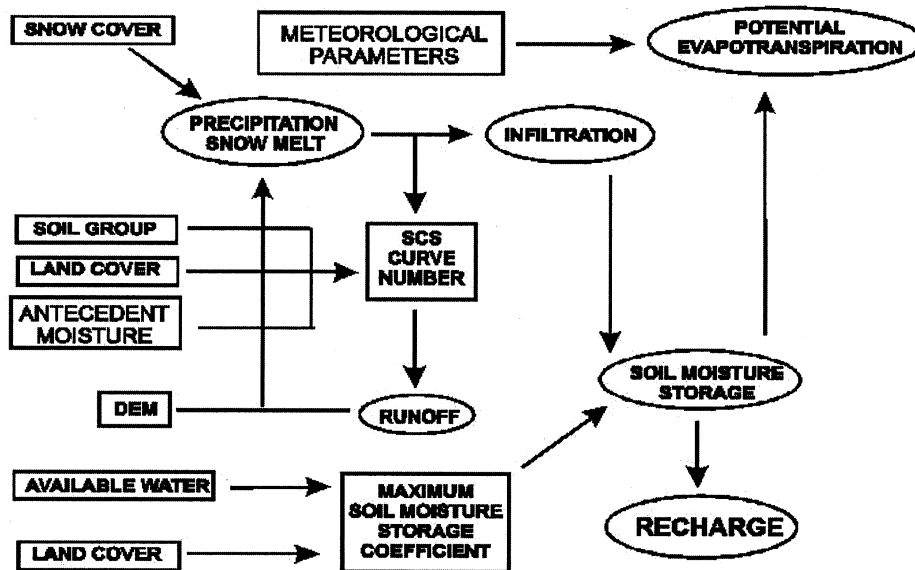 SNOW COVER
METEOROLOGICAL
PARAMETERS
POTENTIAL
EVAPOTRANSPIRATION
PRECIPITATION
SNOW MELT
INFILTRATION
SOIL GROUP
LAND COVER
ANTECEDENT
MOISTURE
SCS
CURVE
NUMBER
DEM
RUNOFF
SOIL MOISTURE
STORAGE
AVAILABLE WATER
LAND COVER
MAXIMUM
SOIL MOISTURE
STORAGE
COEFFICIENT
RECHARGE